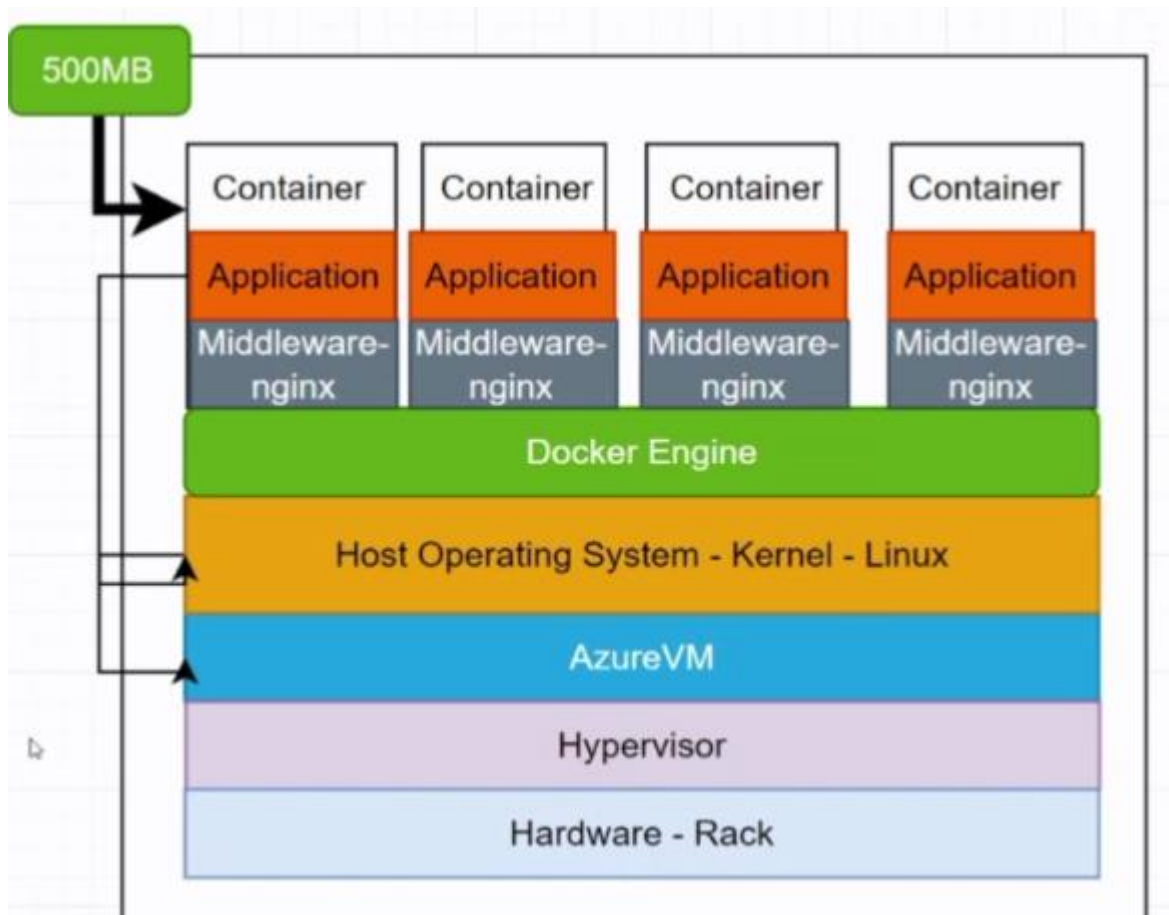 500MB
Container Container Container Container
Application Application Application Application
Middleware- Middleware- Middleware- Middleware-
nginx nginx nginx nginx
Docker Engine
Host Operating System - Kernel - Linux
AzureVM
Hypervisor
Hardware - Rack